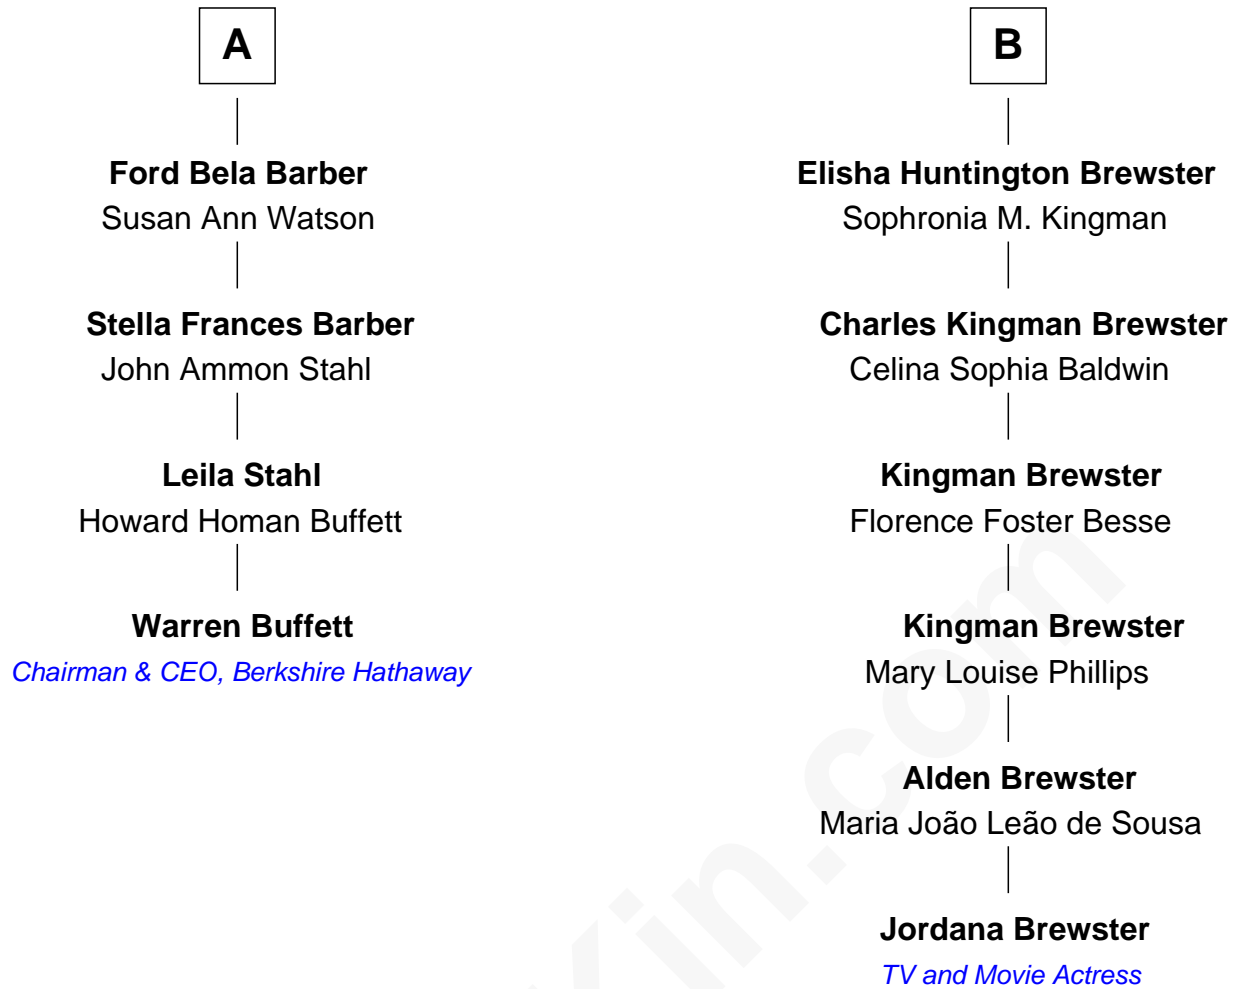 A
Ford Bela Barber
Susan Ann Watson
Stella Frances Barber
John Ammon Stahl
Leila Stahl
Howard Homan Buffett
Warren Buffett
Chairman & CEO, Berkshire Hathaway
B
Elisha Huntington Brewster
Sophronia M. Kingman
Charles Kingman Brewster
Celina Sophia Baldwin
Kingman Brewster
Florence Foster Besse
Kingman Brewster
Mary Louise Phillips
Alden Brewster
Maria João Leão de Sousa
Jordana Brewster
TV and Movie Actress
Kin.com